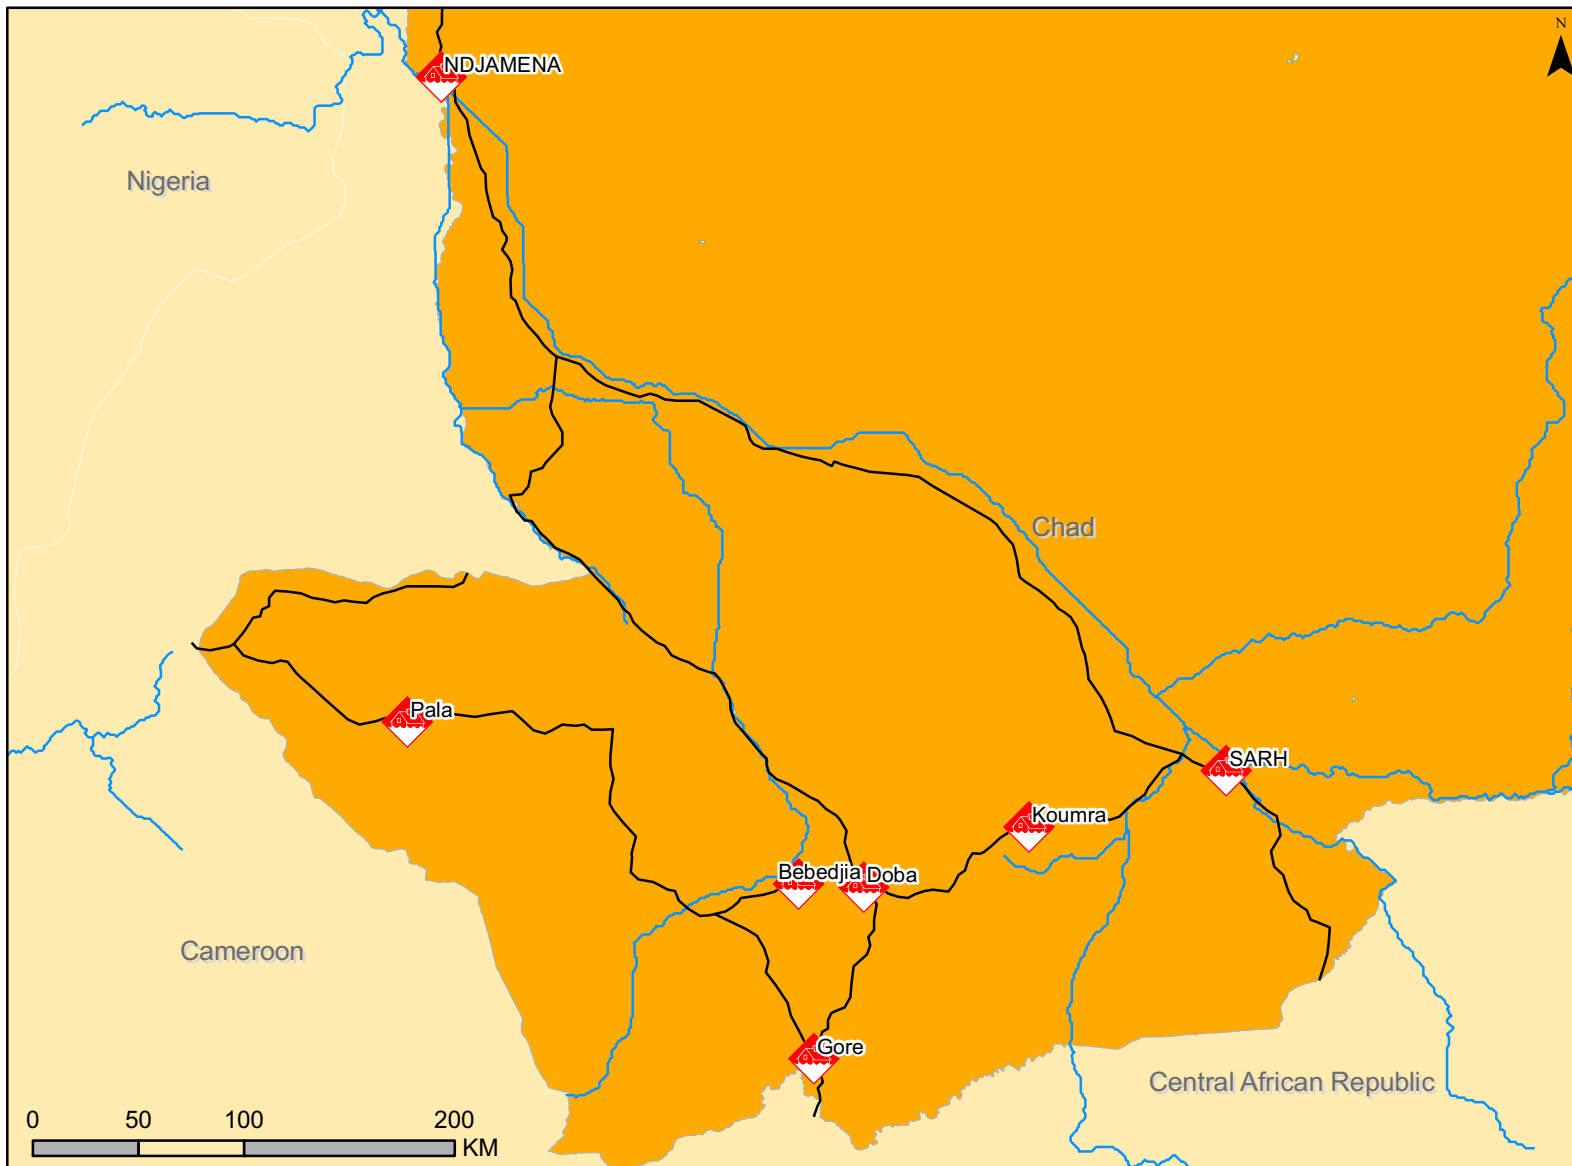 N
NDJAMENA
Nigeria
Chad
Pala
SARH
Koumra
Bebedjia
Doba
Cameroon
Gore
Central African Republic
0 50 100 200
KM